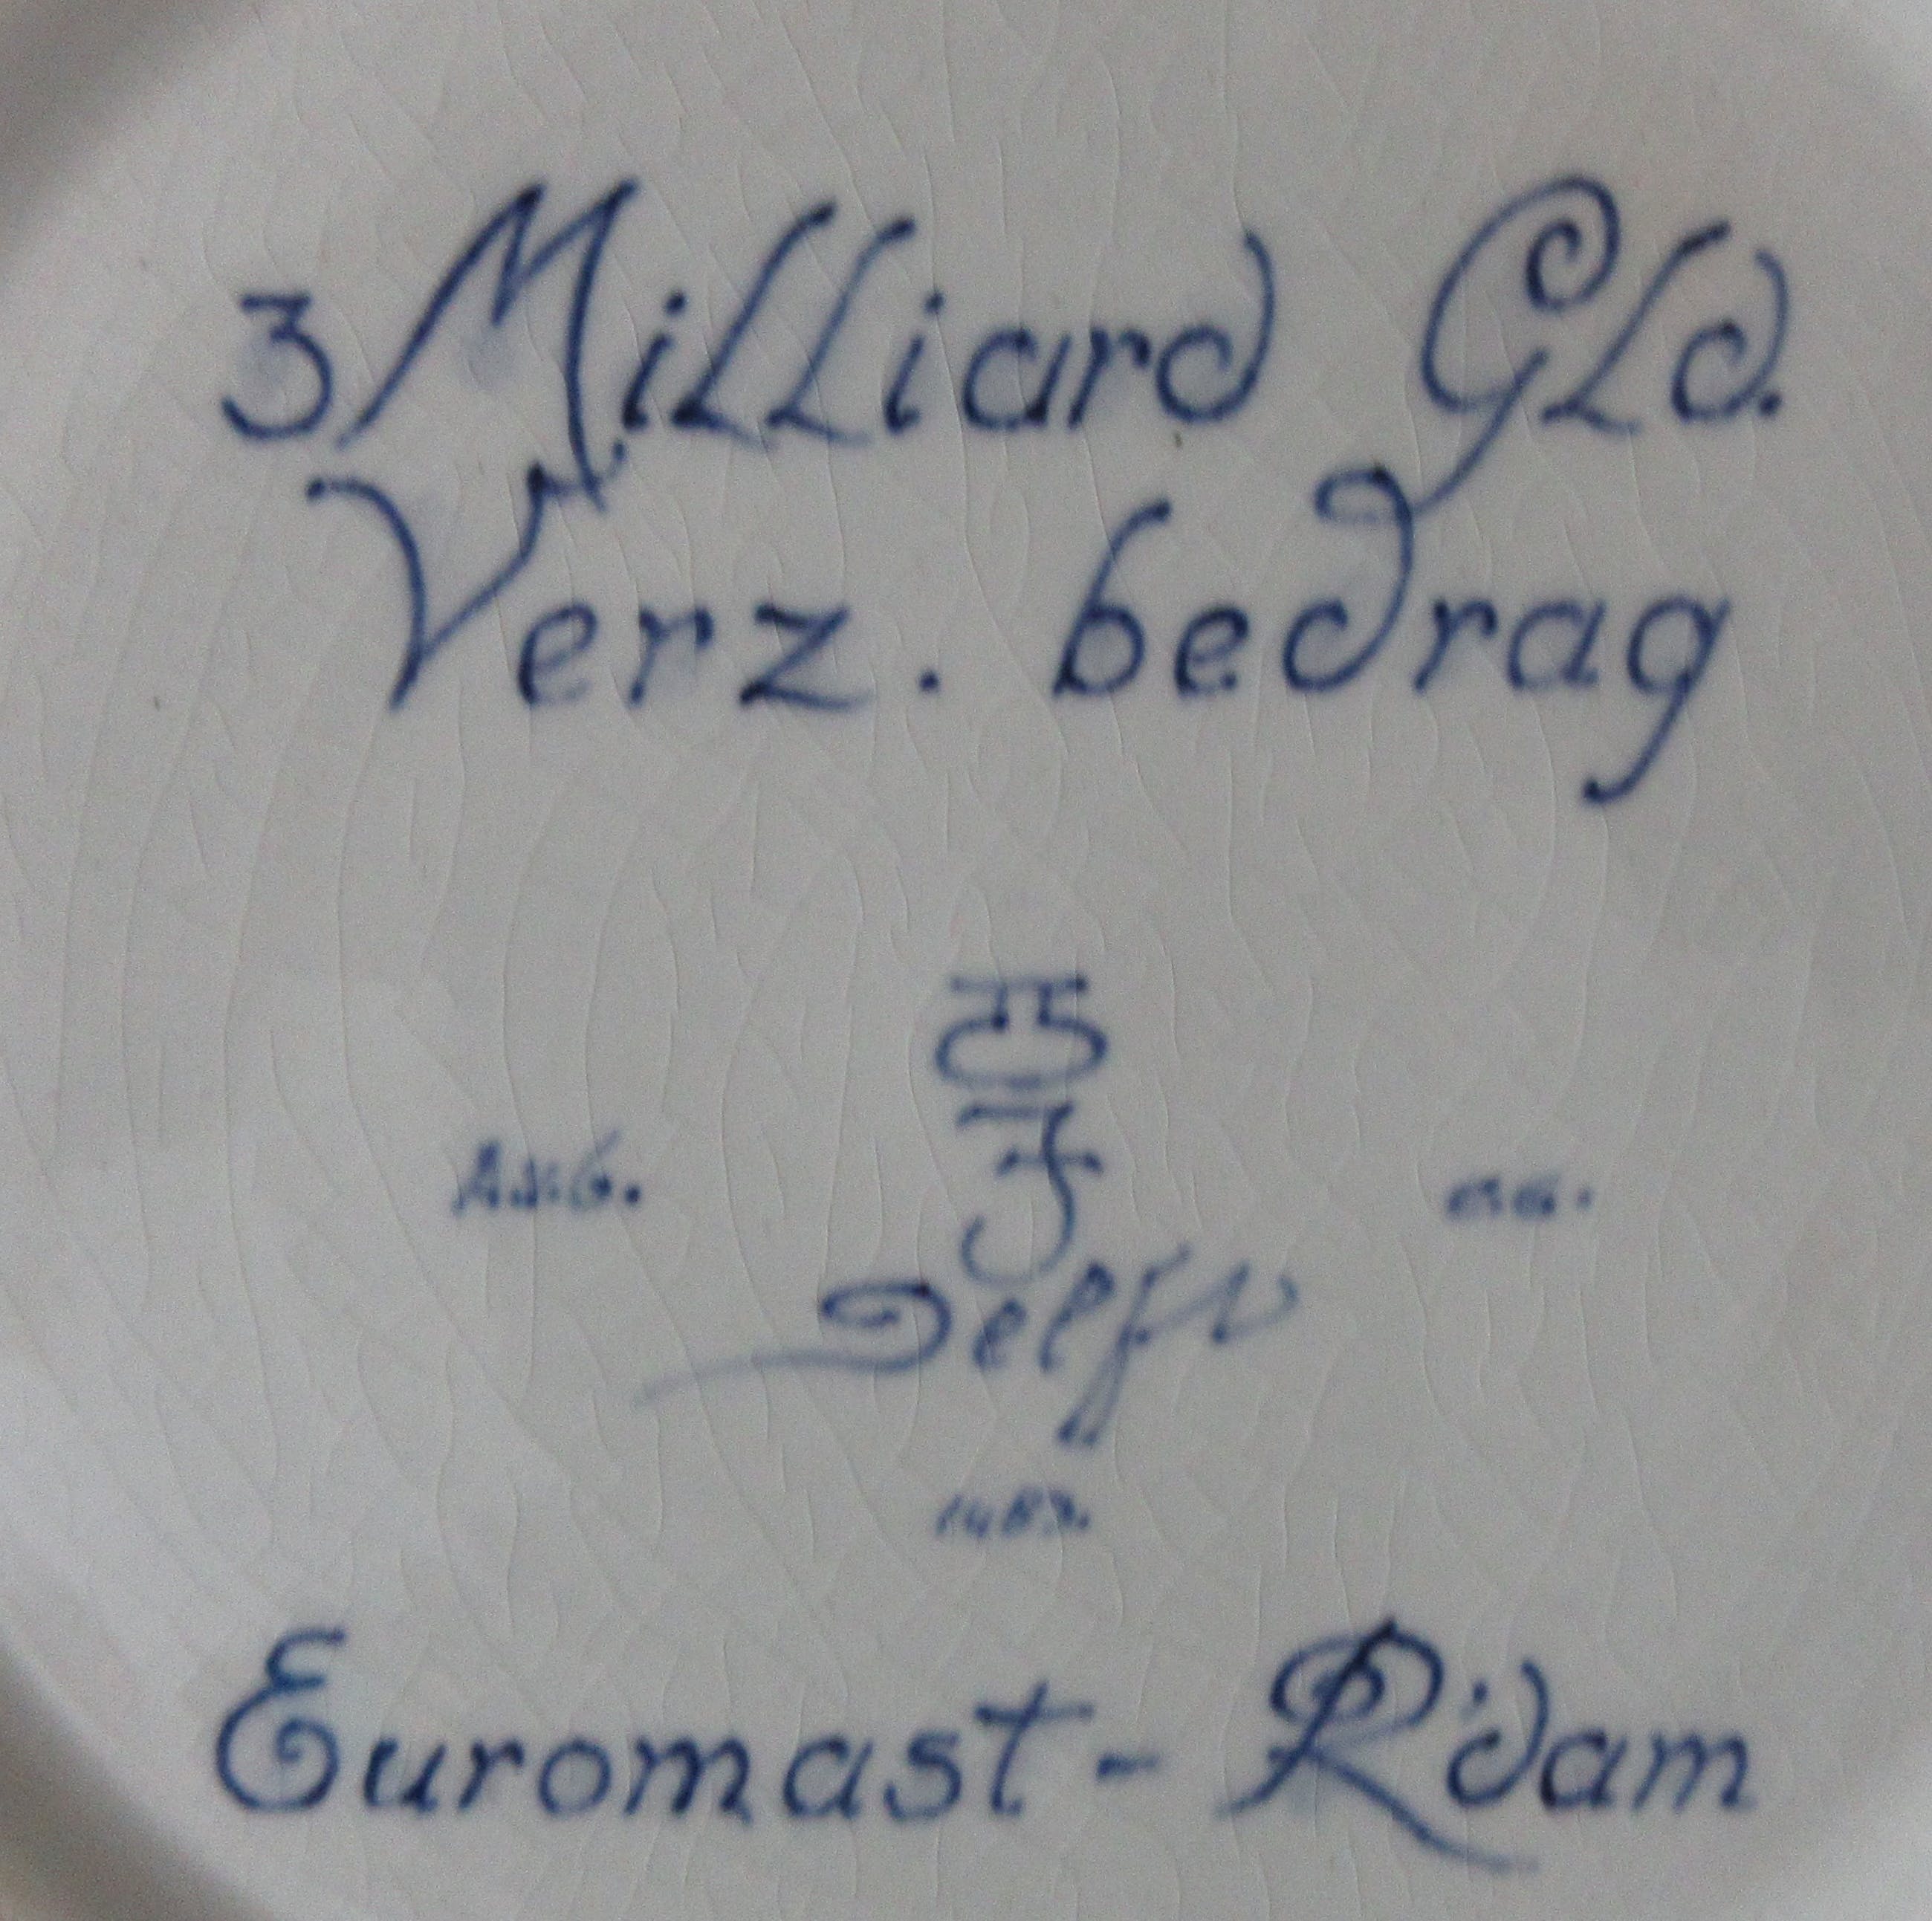 3 Milliard Gld.
Verz. bedrag
A.v.G.
Delft
Euromast - R'dam